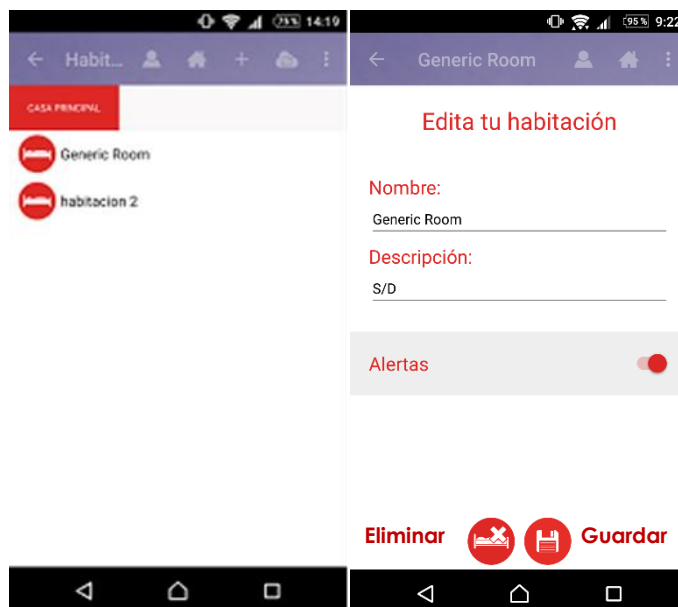 75% 14:19
Habit...
CASA PRINCIPAL
Generic Room
habitacion 2
95% 9:22
Generic Room
Edita tu habitación
Nombre:
Generic Room
Descripción:
S/D
Alertas
Eliminar
Guardar